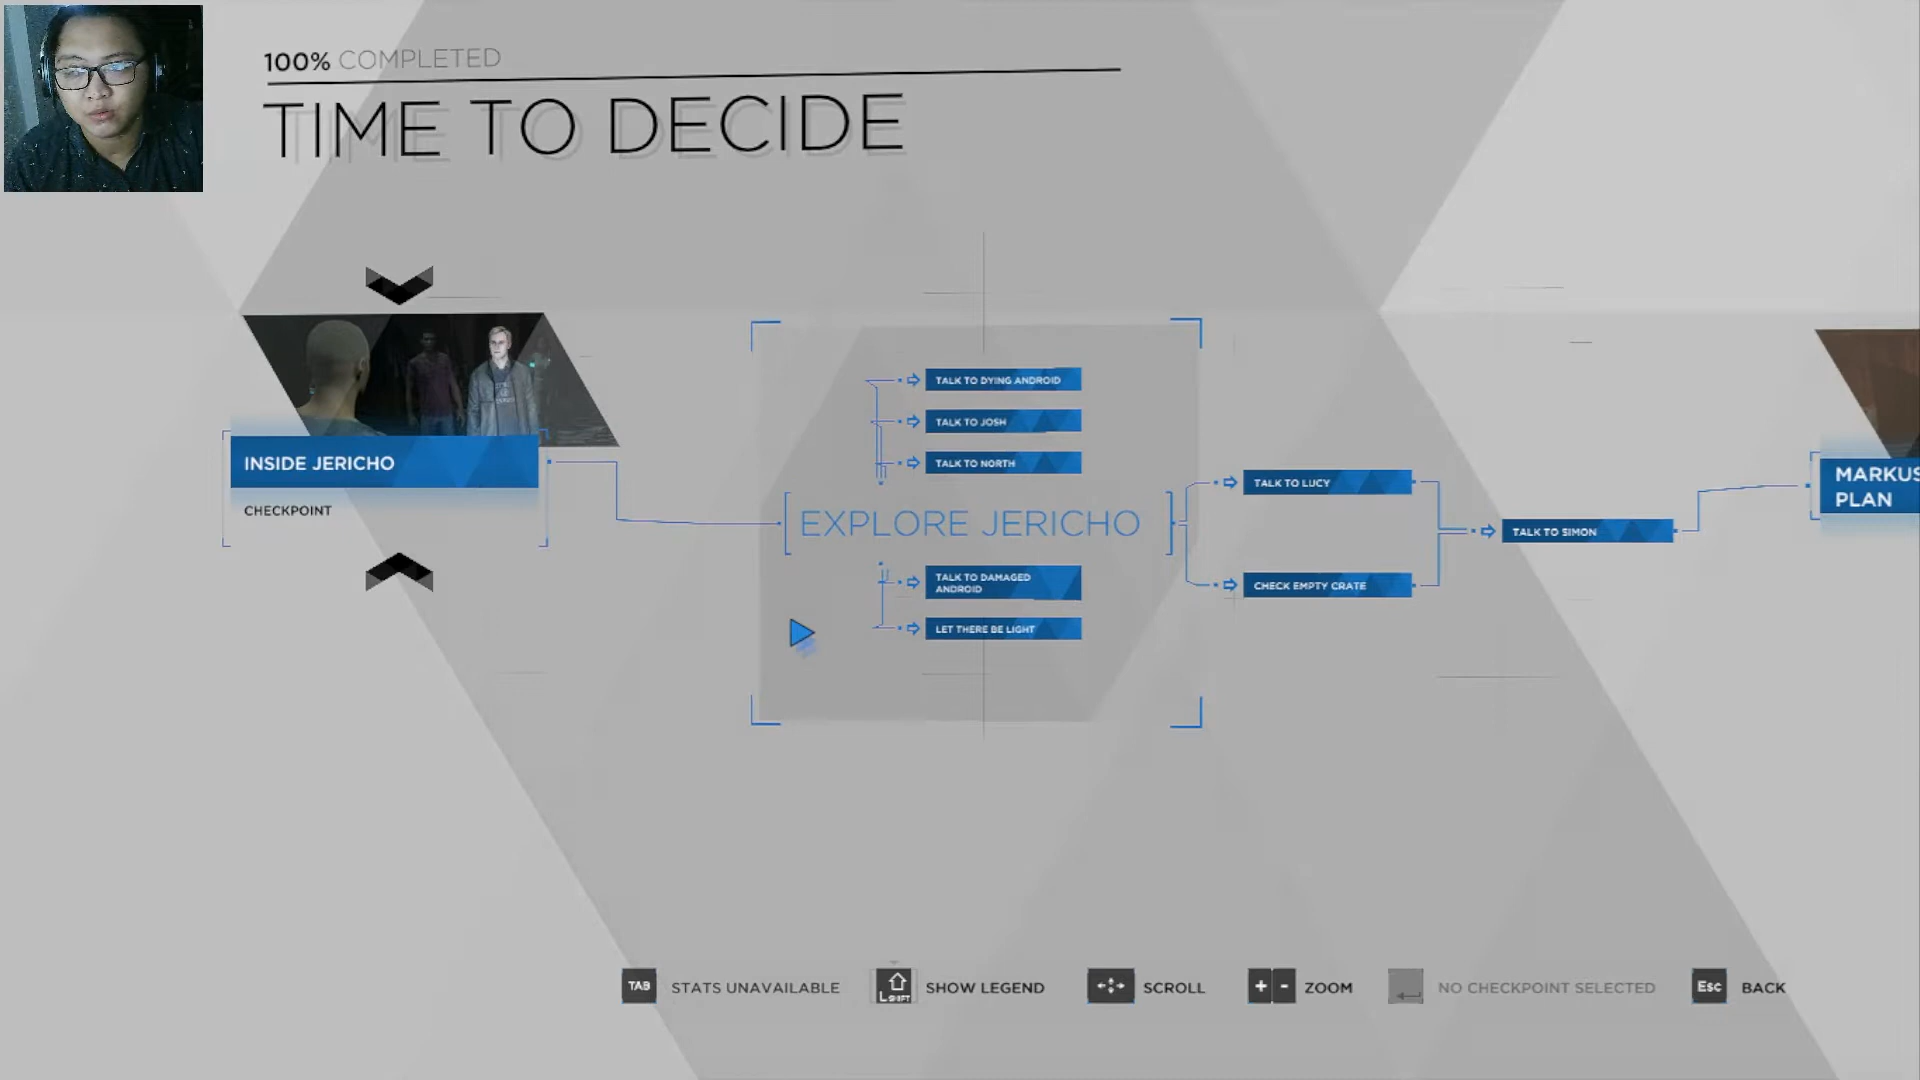 100% COMPLETED
TIME TO DECIDE
INSIDE JERICHO
CHECKPOINT
TALK TO DYING ANDROID
TALK TO JOSH
TALK TO NORTH
EXPLORE JERICHO
TALK TO DAMAGED
ANDROID
LET THERE BE LIGHT
TALK TO LUCY
CHECK EMPTY CRATE
TALK TO SIMON
MARKUS
PLAN
TAB STATS UNAVAILABLE
L SHIFT SHOW LEGEND
SCROLL
+ - ZOOM
NO CHECKPOINT SELECTED
Esc BACK